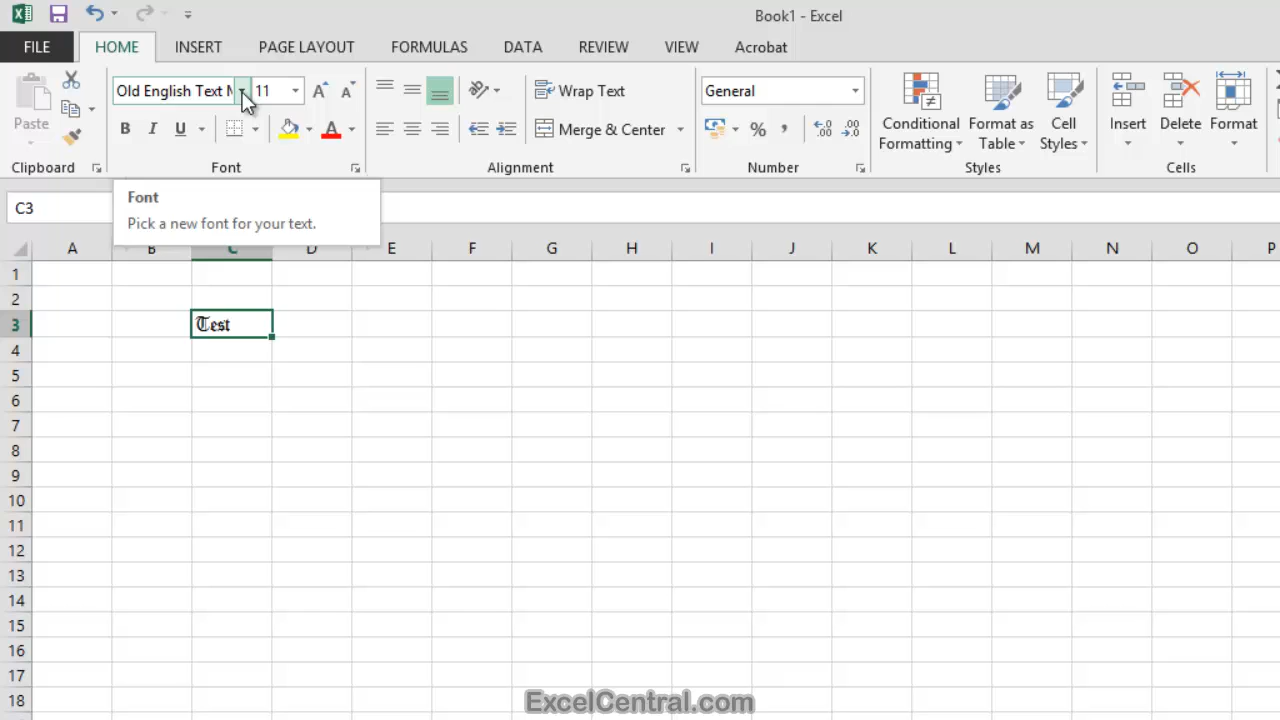 Book1 - Excel
FILE HOME INSERT PAGE LAYOUT FORMULAS DATA REVIEW VIEW Acrobat
Old English Text M 11 Wrap Text General
Paste B I U Merge & Center % , Conditional Formatting Format as Table Cell Styles Insert Delete Format
Clipboard Font Alignment Number Styles Cells
Font
Pick a new font for your text.
C3
A B C D E F G H I J K L M N O P
1
2
3 Test
4
5
6
7
8
9
10
11
12
13
14
15
16
17
18
ExcelCentral.com